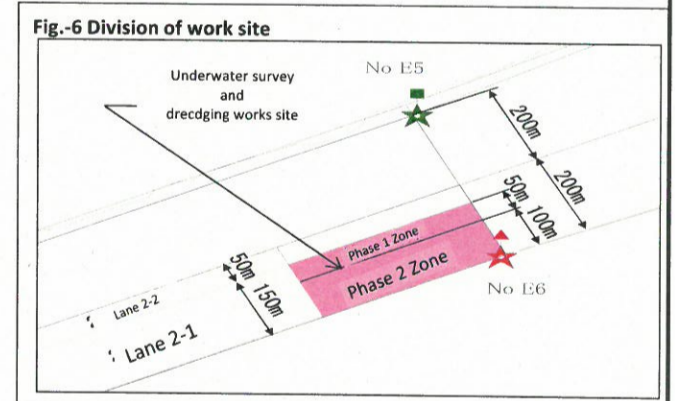 Fig.-6 Division of work site
Underwater survey
and
drecdging works site
No E5
200m
200m
50m
100m
Phase 1 Zone
Phase 2 Zone
No E6
50m
150m
Lane 2-2
Lane 2-1